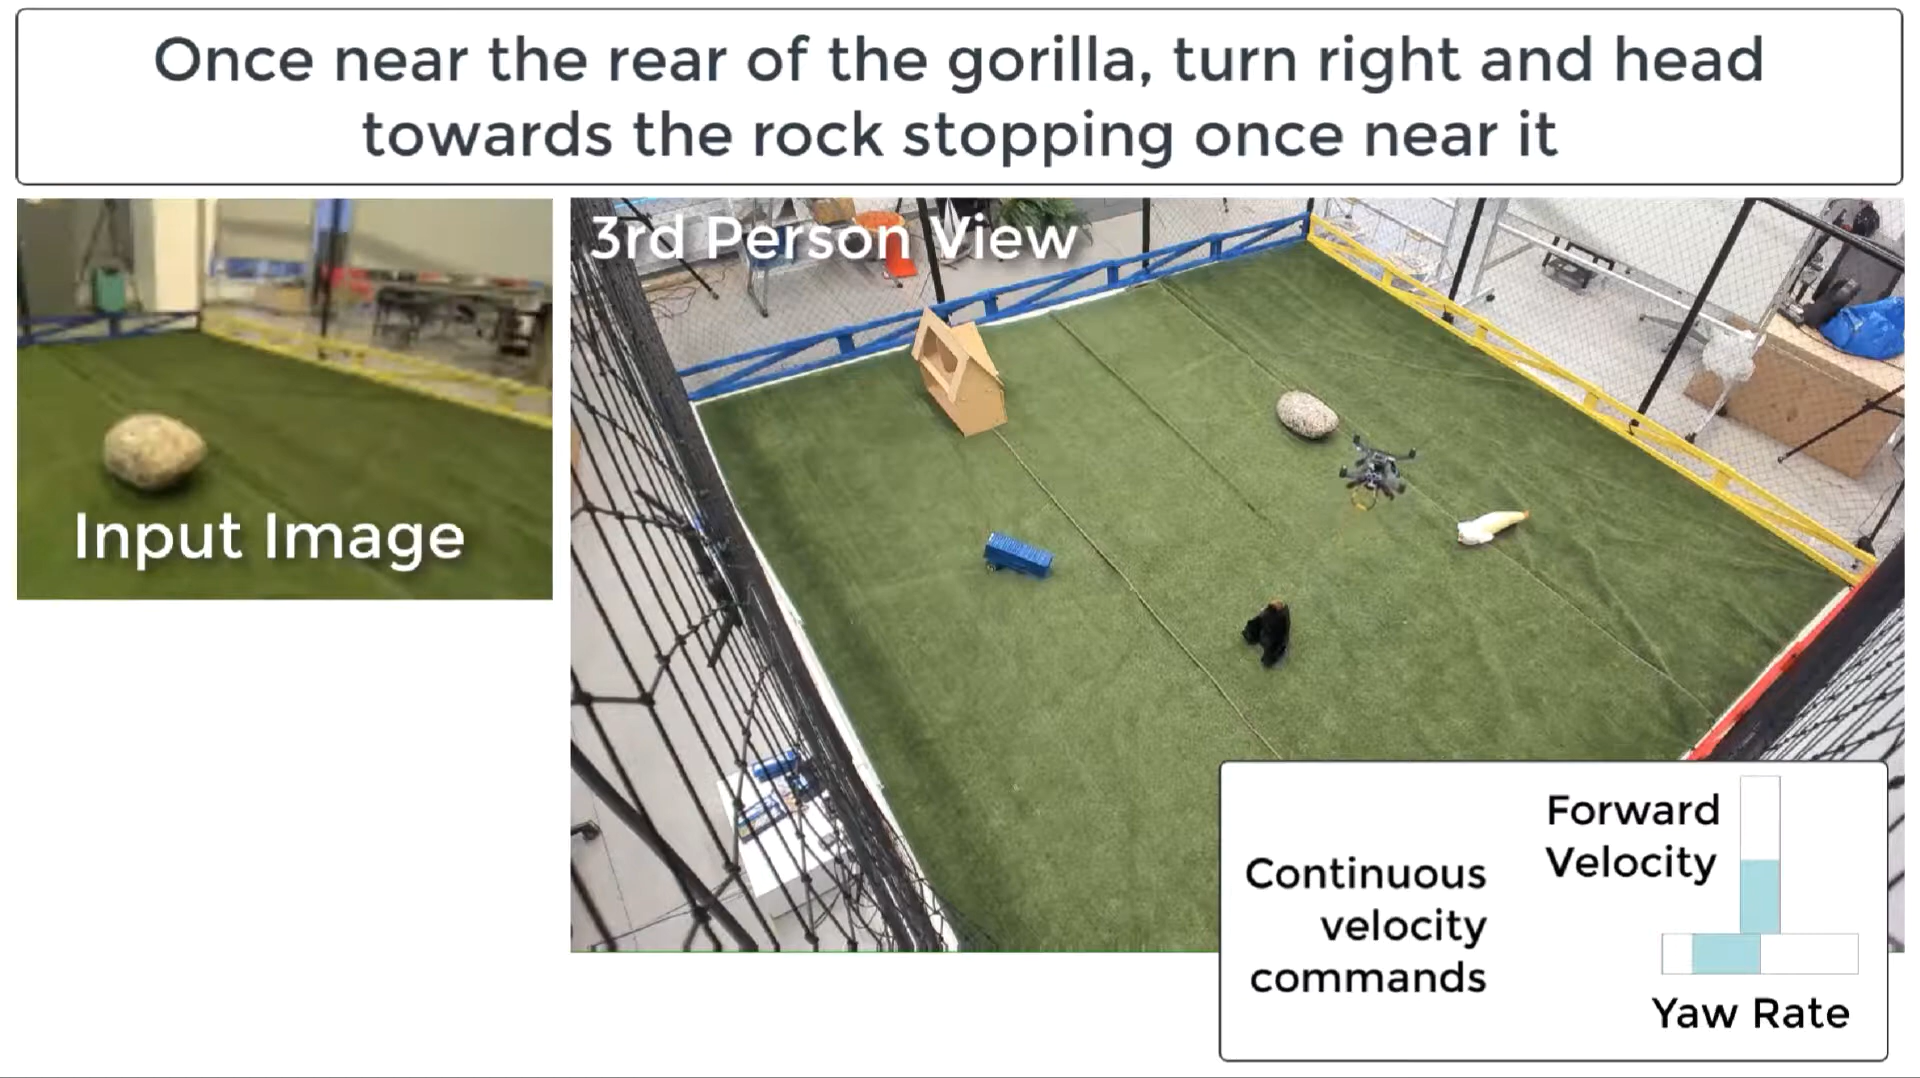 Once near the rear of the gorilla, turn right and head
towards the rock stopping once near it
3rd Person View
Input Image
Continuous
velocity
commands
Forward
Velocity
Yaw Rate